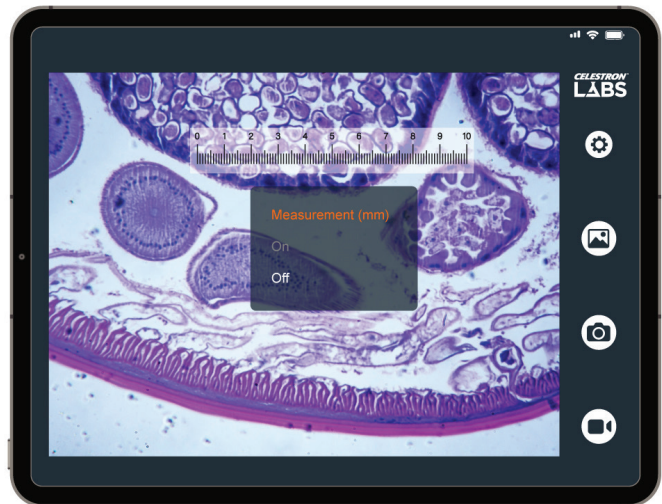 CELESTRON
LABS
0 1 2 3 4 5 6 7 8 9 10
Measurement (mm)
On
Off